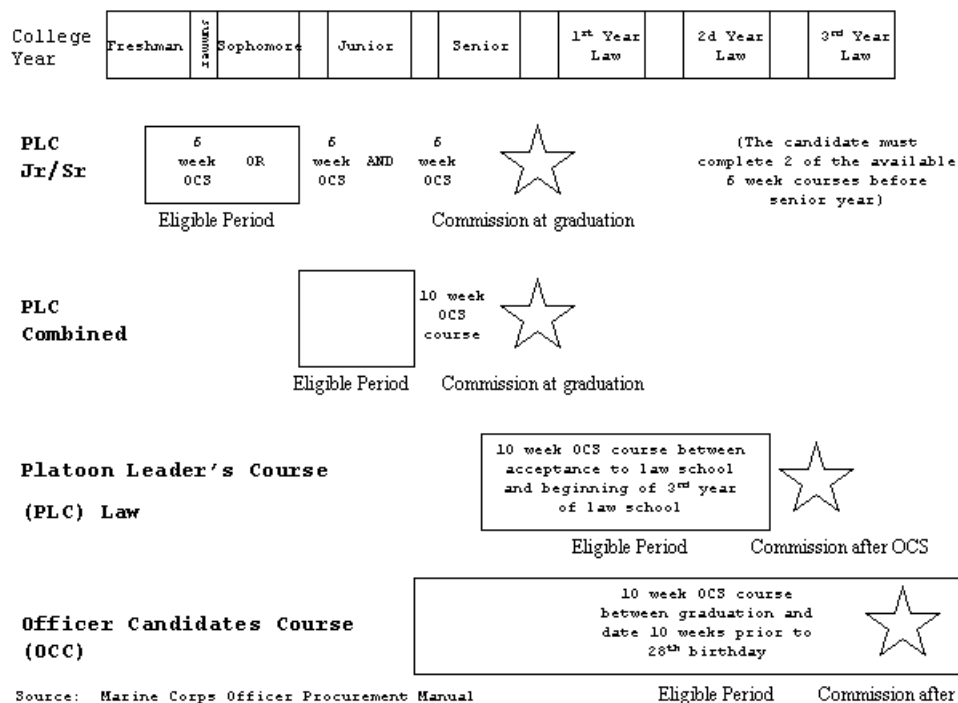 College Year
Freshman summer Sophomore Junior Senior 1st Year Law 2d Year Law 3rd Year Law
PLC
Jr/Sr
6 week OCS OR 6 week OCS AND 6 week OCS
(The candidate must
complete 2 of the available
6 week courses before
senior year)
Eligible Period
Commission at graduation
PLC
Combined
10 week
OCS
course
Eligible Period
Commission at graduation
Platoon Leader's Course
(PLC) Law
10 week OCS course between
acceptance to law school
and beginning of 3rd year
of law school
Eligible Period
Commission after OCS
Officer Candidates Course
(OCC)
10 week OCS course
between graduation and
date 10 weeks prior to
28th birthday
Source: Marine Corps Officer Procurement Manual
Eligible Period
Commission after